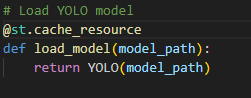 # Load YOLO model
@st.cache_resource
def load_model(model_path):
    return YOLO(model_path)